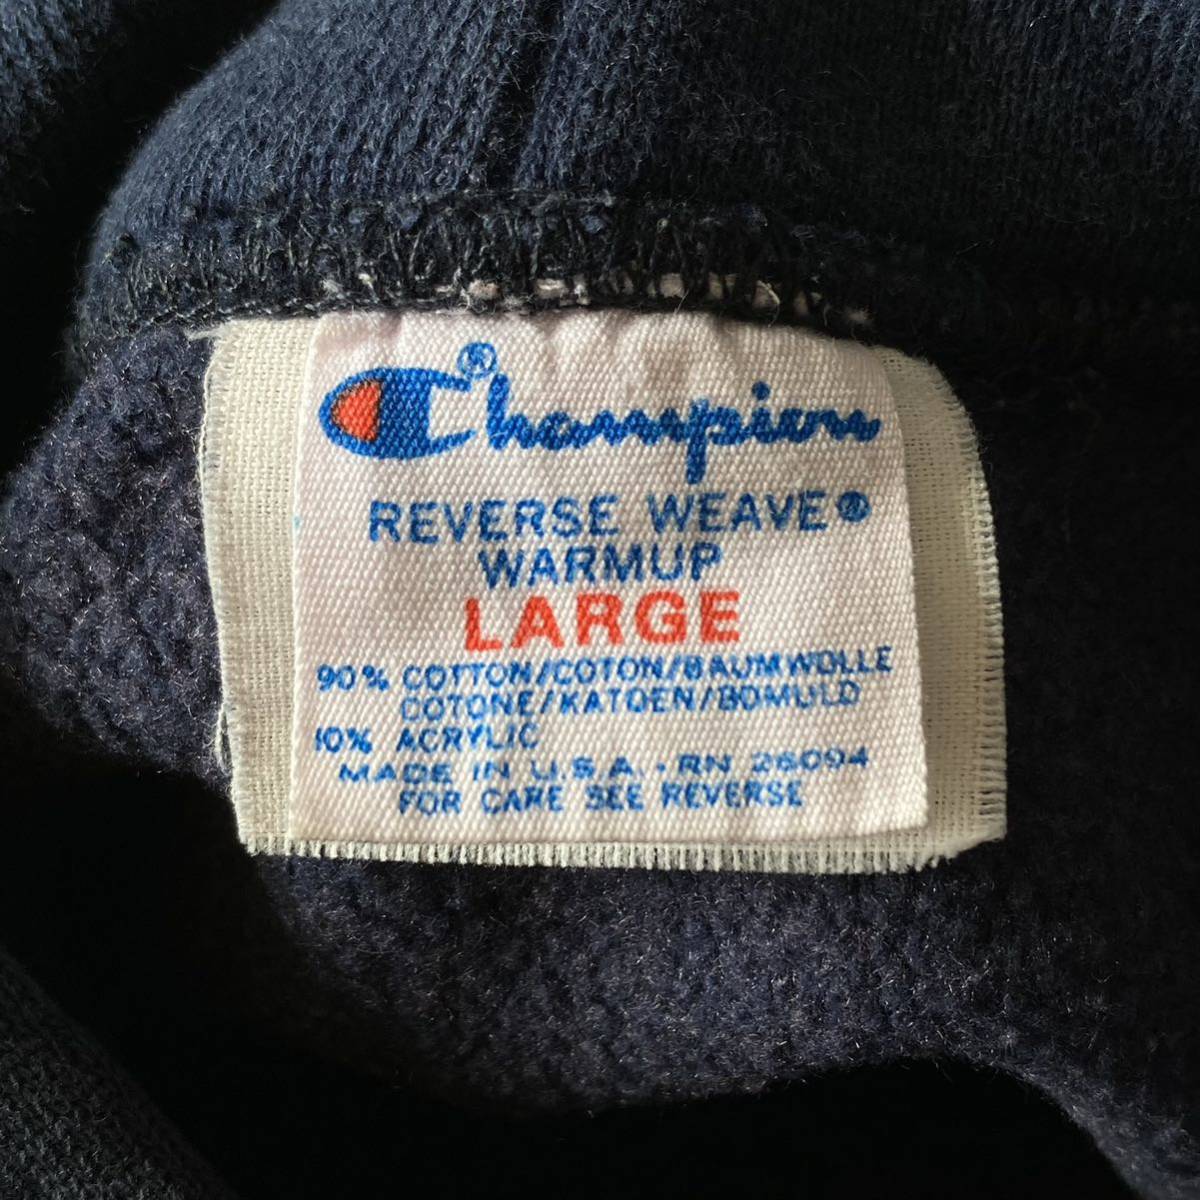 Champion®
REVERSE WEAVE®
WARMUP
LARGE
90% COTTON/COTON/BAUMWOLLE
COTONE/KATOEN/BOMULD
10% ACRYLIC
MADE IN U.S.A. • RN 26094
FOR CARE SEE REVERSE